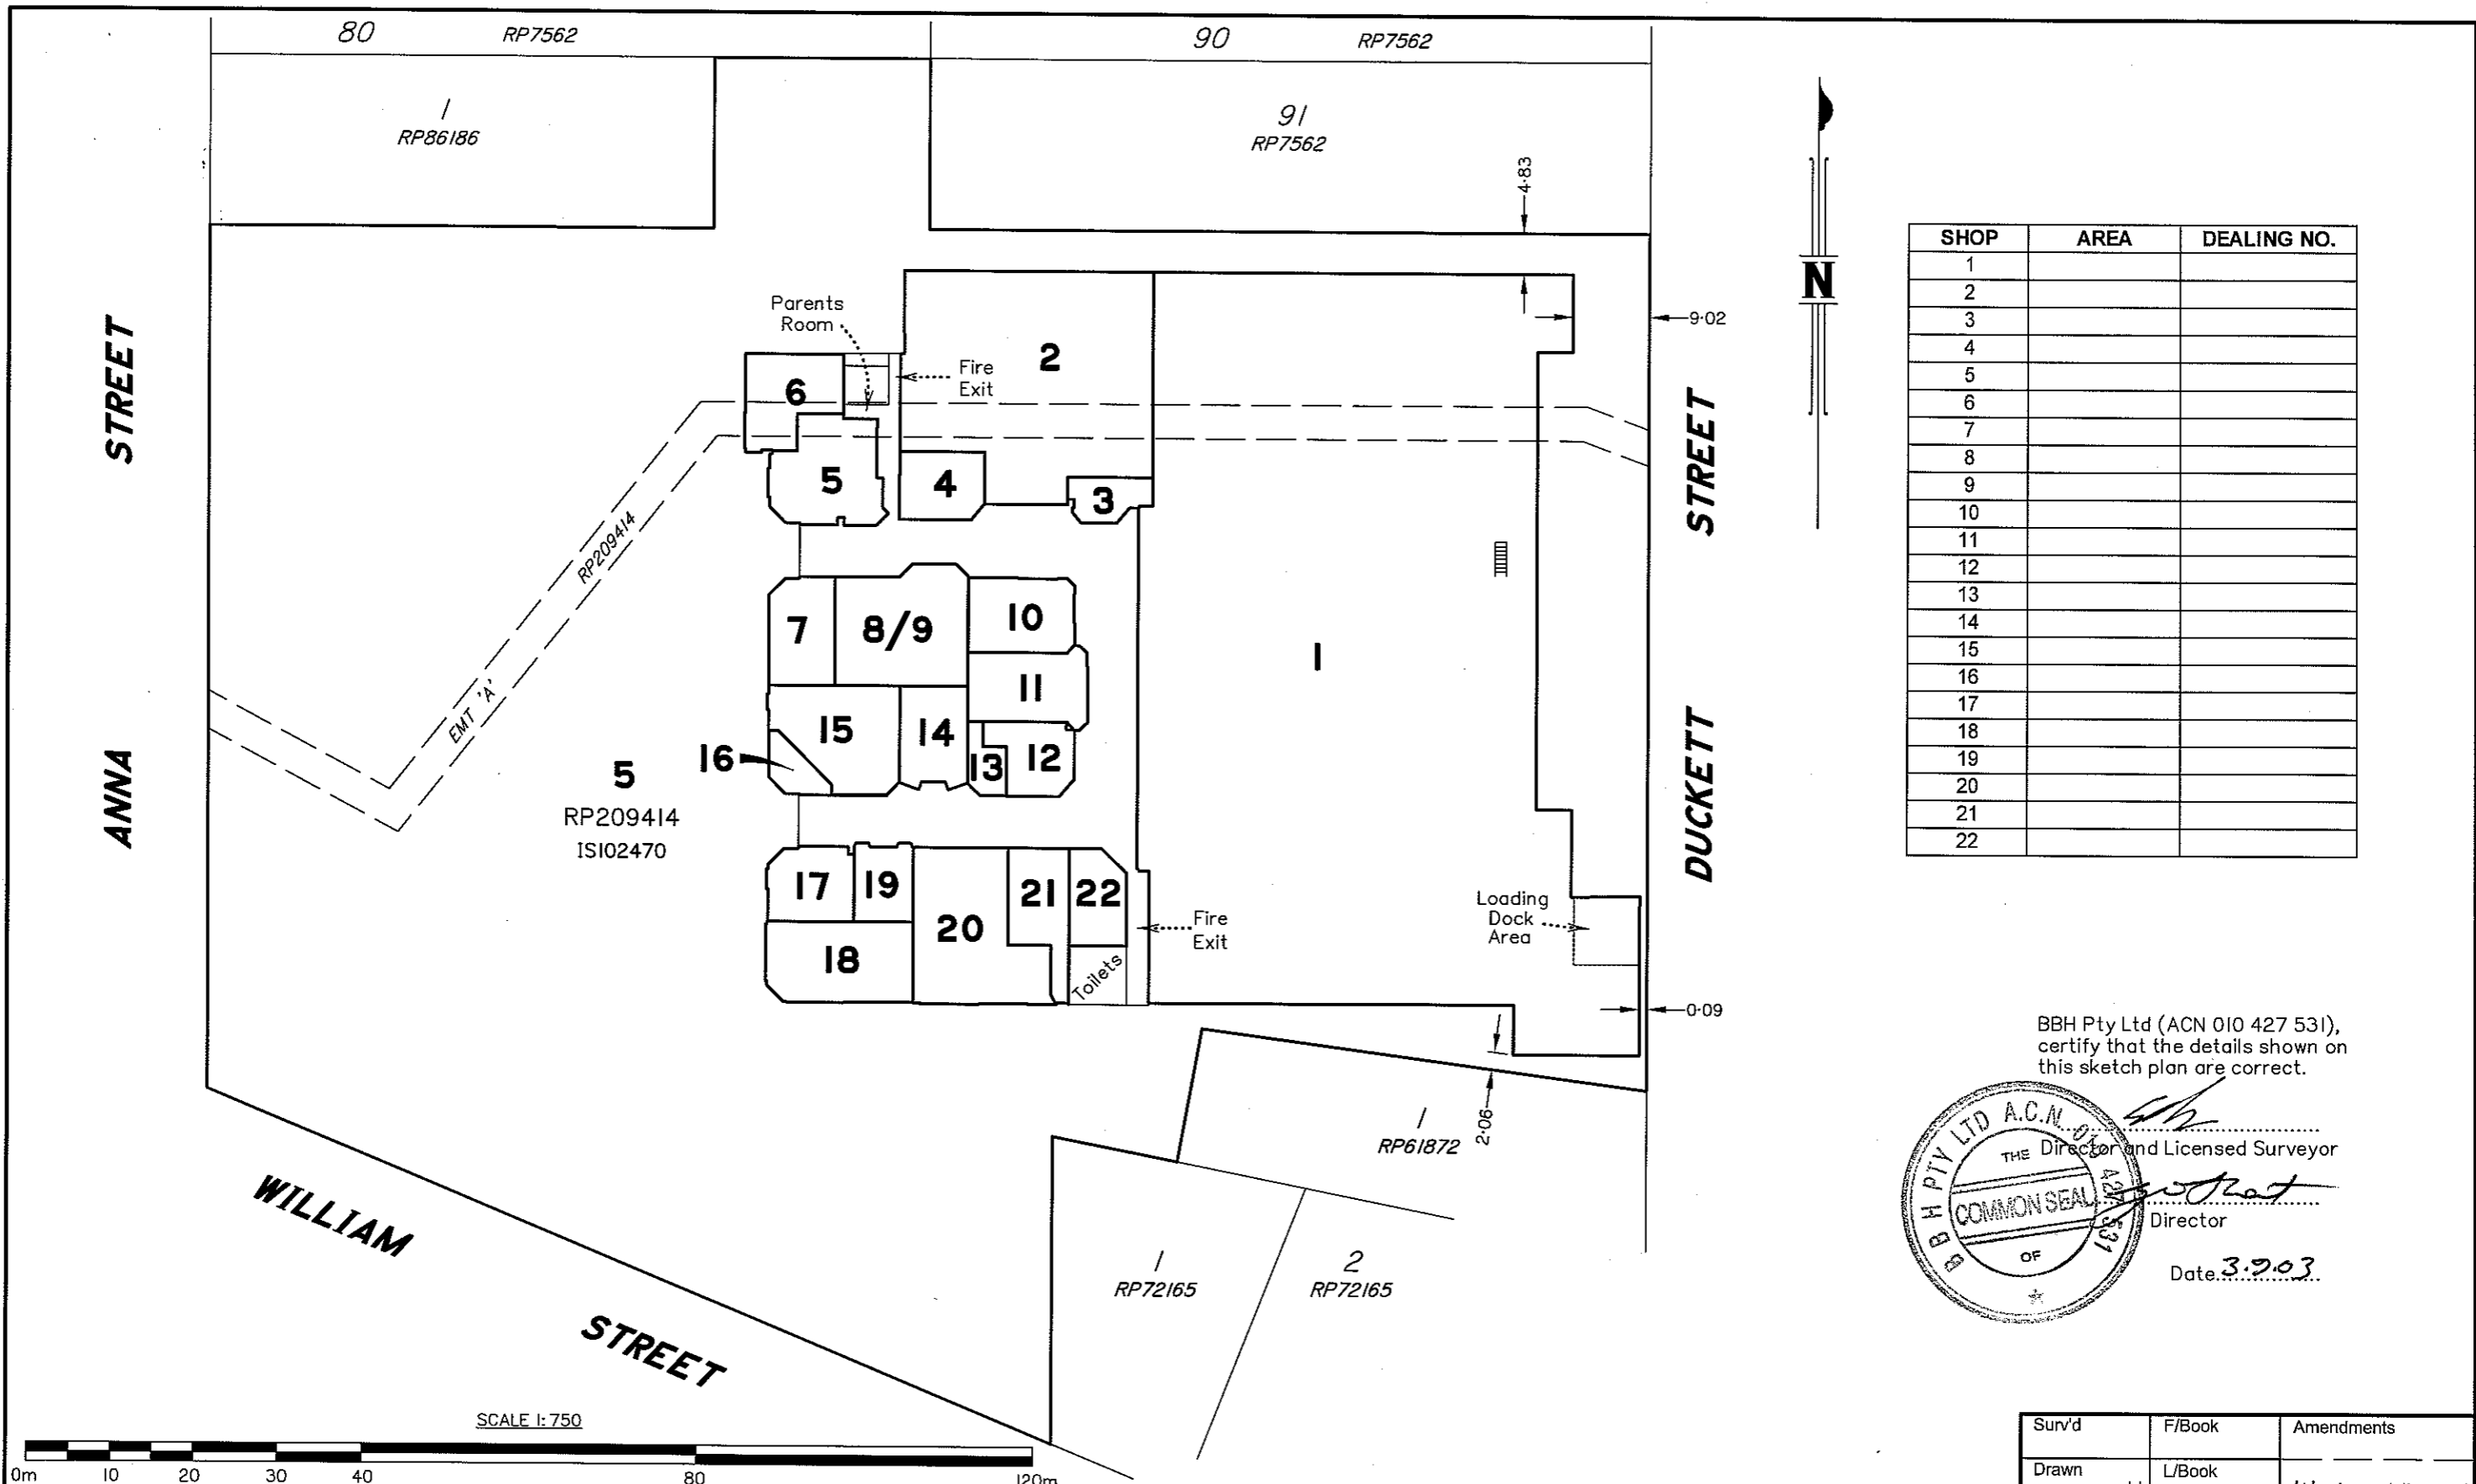 80 RP7562
90 RP7562
1
RP86186
91
RP7562
4·83
9·02
N
STREET
ANNA
Parents
Room
Fire
Exit
2
6
5
4
3
RP209414
EMT 'A'
7
8/9
10
11
1
15
14
16
13
12
5
RP209414
IS102470
17
19
20
21
22
18
Toilets
Fire
Exit
Loading
Dock
Area
0·09
2·06
STREET
DUCKETT
1
RP61872
1
RP72165
2
RP72165
WILLIAM
STREET
SCALE 1:750
0m 10 20 30 40 80 120m
SHOP AREA DEALING NO.
1
2
3
4
5
6
7
8
9
10
11
12
13
14
15
16
17
18
19
20
21
22
BBH Pty Ltd (ACN 010 427 531),
certify that the details shown on
this sketch plan are correct.
Director and Licensed Surveyor
Director
Date 3.9.03
BBH PTY LTD A.C.N. 010 427 531
THE
COMMON SEAL
OF
Surv'd F/Book Amendments
Drawn L/Book